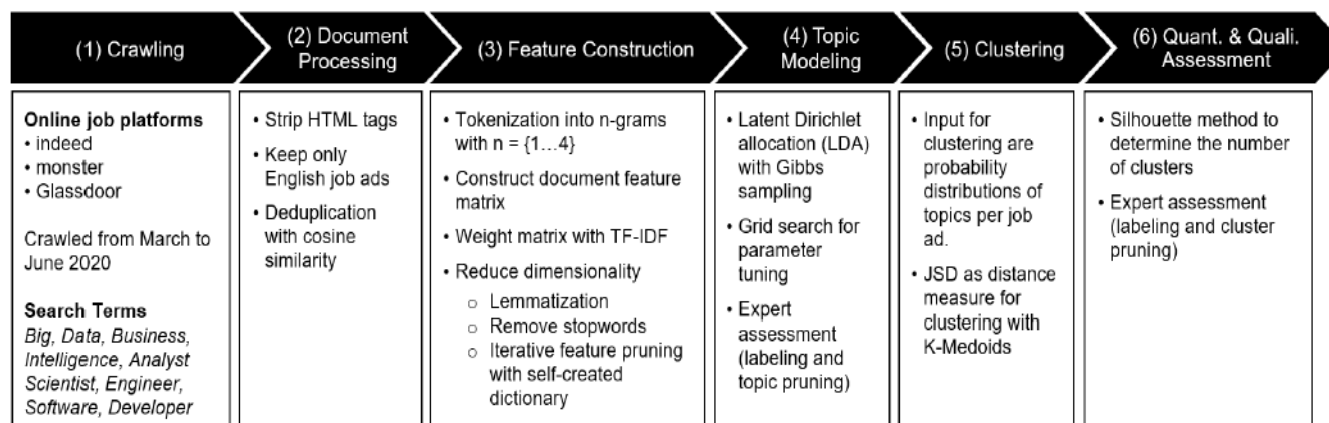 (1) Crawling
(2) Document
Processing
(3) Feature Construction
(4) Topic
Modeling
(5) Clustering
(6) Quant. & Quali.
Assessment
Online job platforms
• indeed
• monster
• Glassdoor
Crawled from March to
June 2020
Search Terms
Big, Data, Business,
Intelligence, Analyst
Scientist, Engineer,
Software, Developer
• Strip HTML tags
• Keep only
English job ads
• Deduplication
with cosine
similarity
• Tokenization into n-grams
with n = {1…4}
• Construct document feature
matrix
• Weight matrix with TF-IDF
• Reduce dimensionality
○ Lemmatization
○ Remove stopwords
○ Iterative feature pruning
with self-created
dictionary
• Latent Dirichlet
allocation (LDA)
with Gibbs
sampling
• Grid search for
parameter
tuning
• Expert
assessment
(labeling and
topic pruning)
• Input for
clustering are
probability
distributions of
topics per job
ad.
• JSD as distance
measure for
clustering with
K-Medoids
• Silhouette method to
determine the number
of clusters
• Expert assessment
(labeling and cluster
pruning)